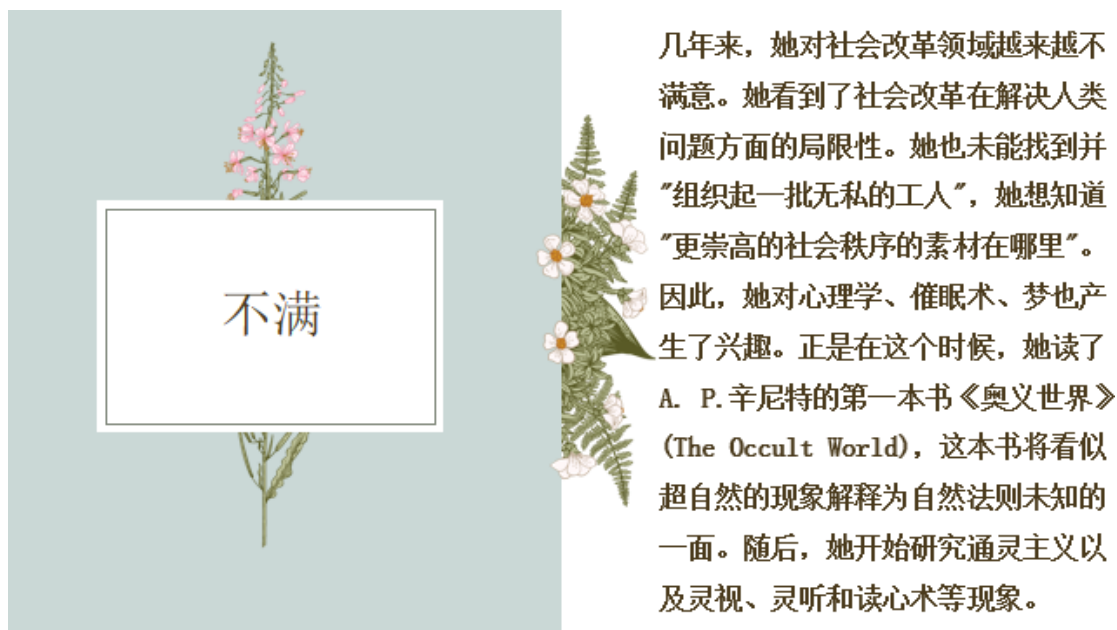 不满
几年来，她对社会改革领域越来越不
满意。她看到了社会改革在解决人类
问题方面的局限性。她也未能找到并
"组织起一批无私的工人"，她想知道
"更崇高的社会秩序的素材在哪里"。
因此，她对心理学、催眠术、梦也产
生了兴趣。正是在这个时候，她读了
A. P.辛尼特的第一本书《奥义世界》
(The Occult World)，这本书将看似
超自然的现象解释为自然法则未知的
一面。随后，她开始研究通灵主义以
及灵视、灵听和读心术等现象。